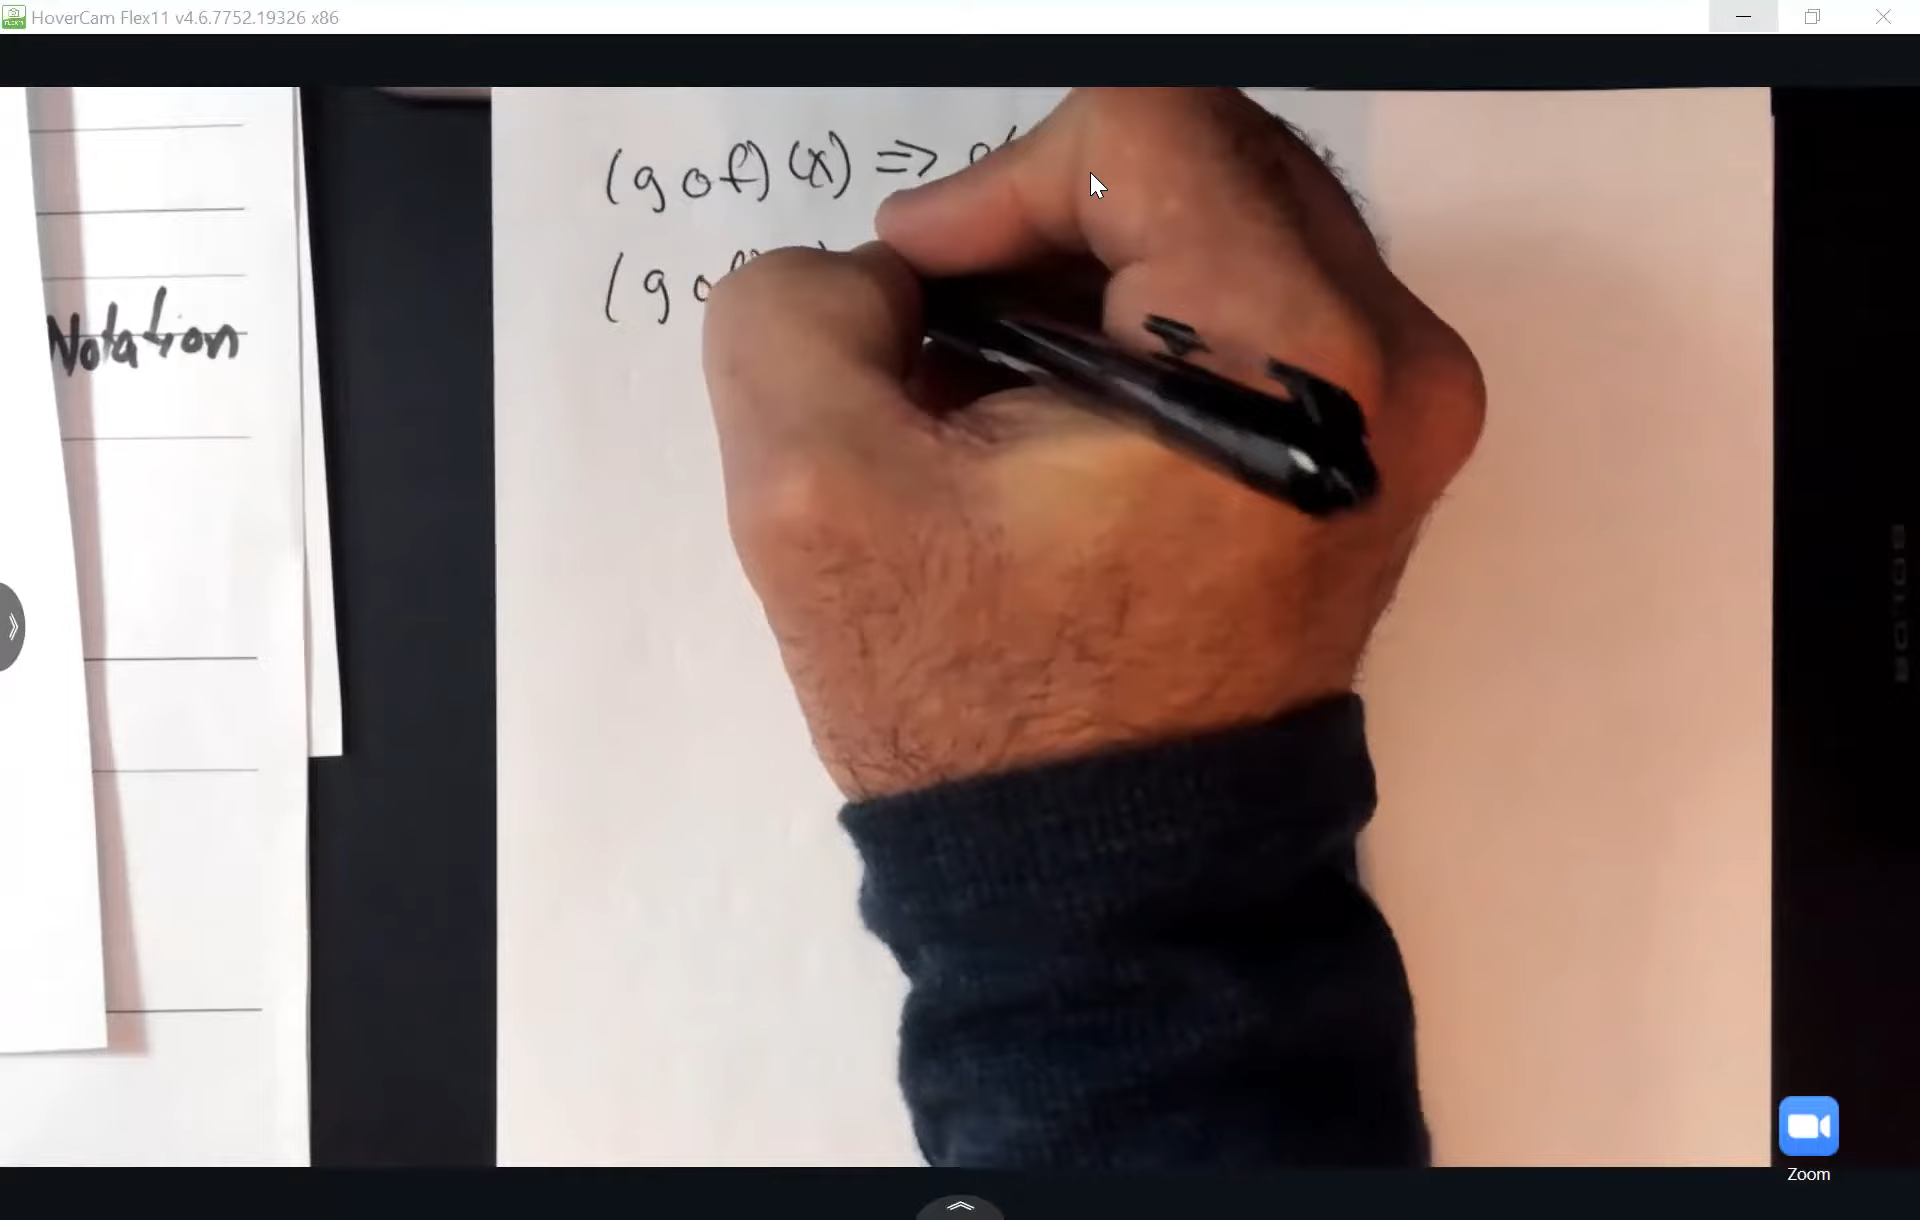 HoverCam Flex11 v4.6.7752.19326 x86
(g o f) (x) => g(
(g o f)
Notation
Zoom